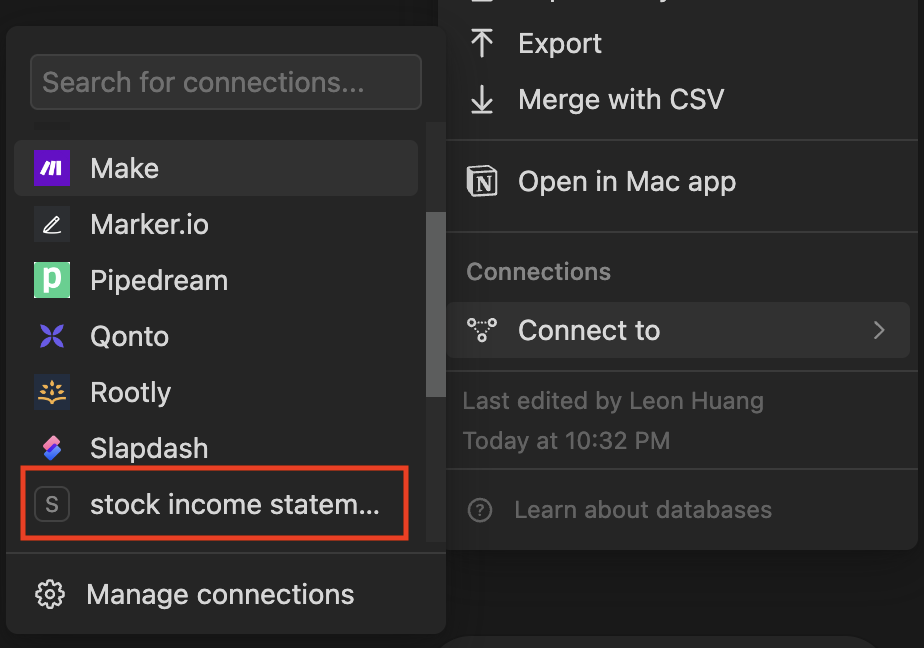 Search for connections...
Make
Marker.io
Pipedream
Qonto
Rootly
Slapdash
S stock income statem...
Manage connections
Export
Merge with CSV
Open in Mac app
Connections
Connect to
Last edited by Leon Huang
Today at 10:32 PM
Learn about databases